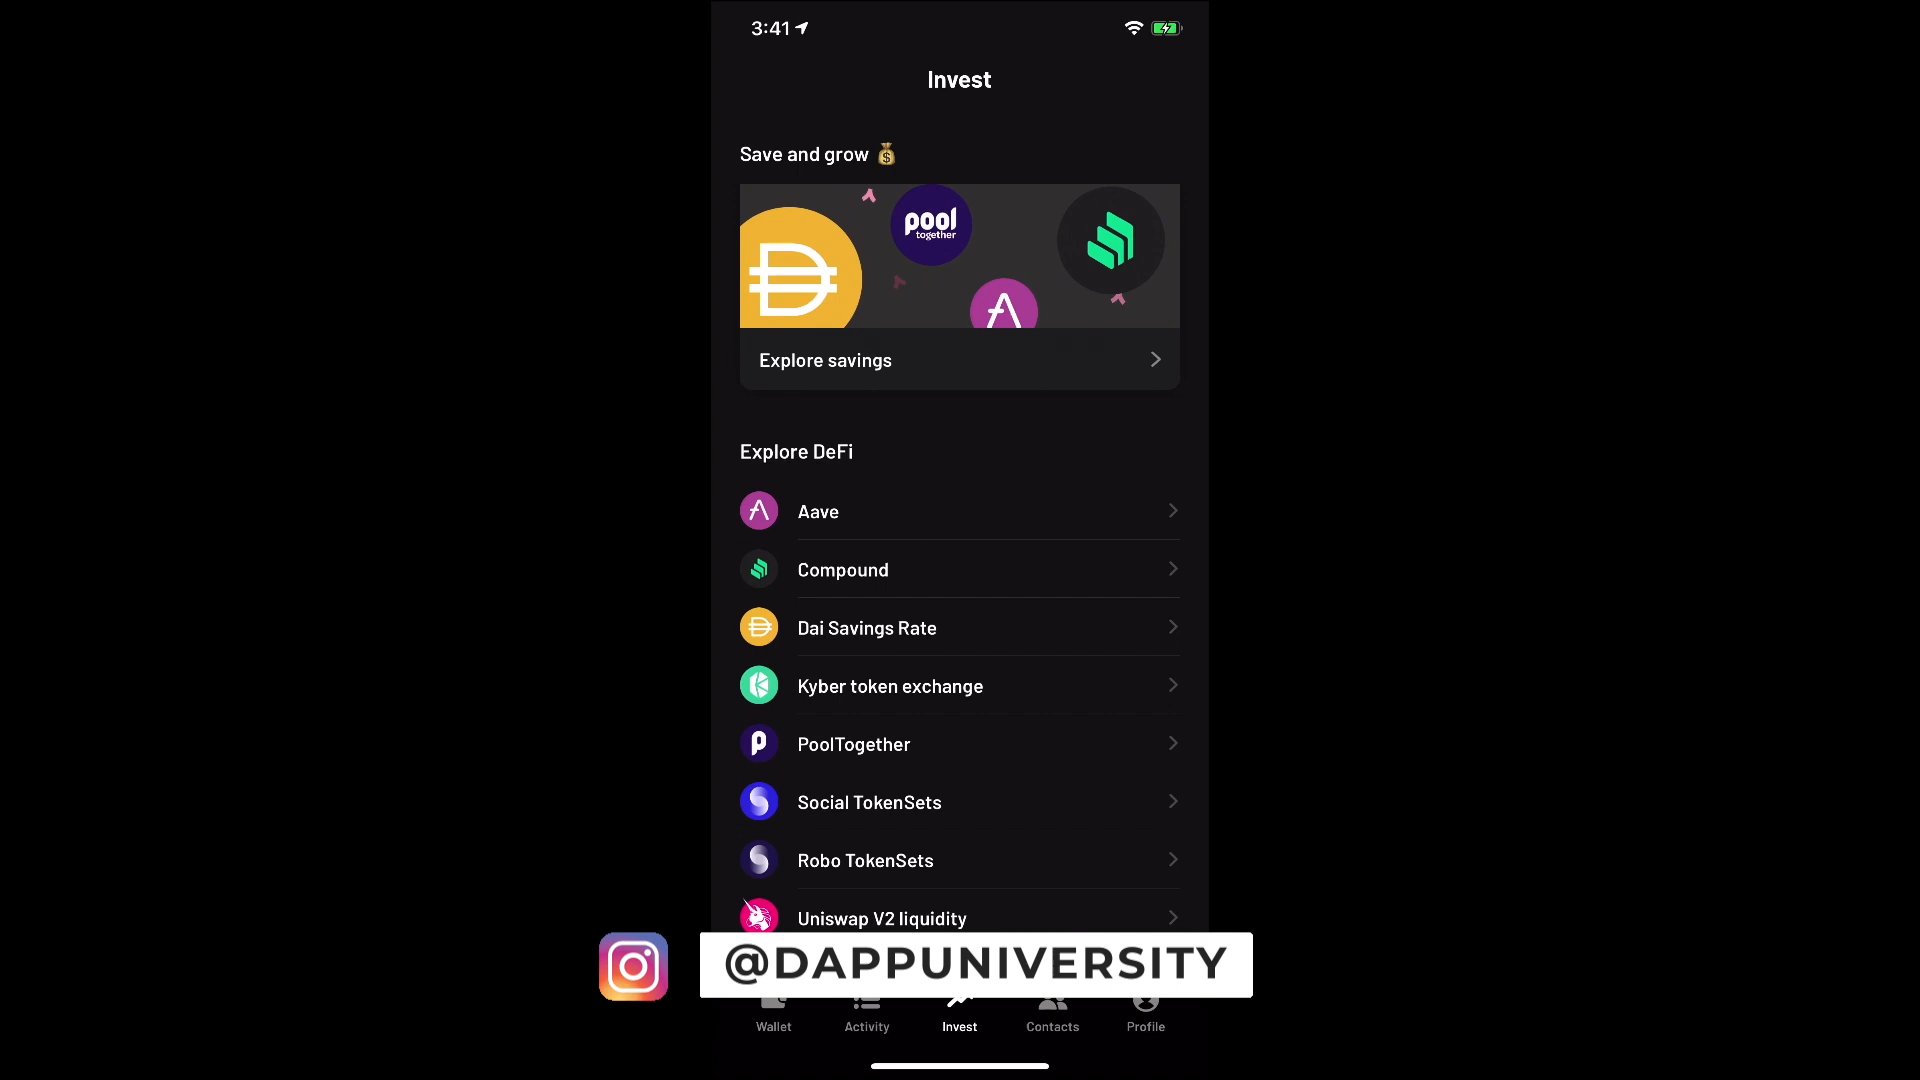 3:41
Invest
Save and grow
pool
together
Explore savings
Explore DeFi
Aave
Compound
Dai Savings Rate
Kyber token exchange
PoolTogether
Social TokenSets
Robo TokenSets
Uniswap V2 liquidity
@DAPPUNIVERSITY
Wallet
Activity
Invest
Contacts
Profile